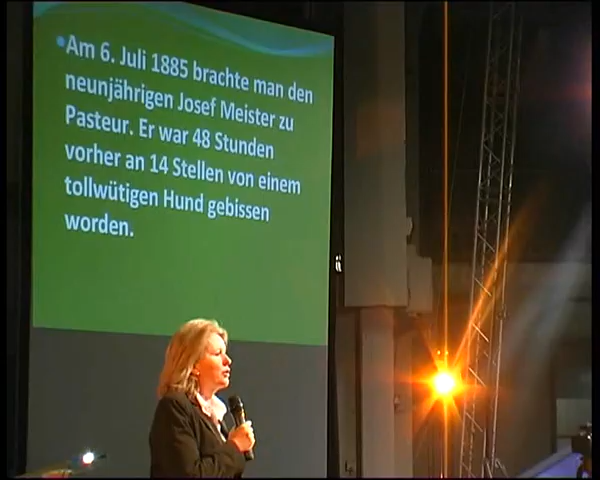 Am 6. Juli 1885 brachte man den
neunjährigen Josef Meister zu
Pasteur. Er war 48 Stunden
vorher an 14 Stellen von einem
tollwütigen Hund gebissen
worden.